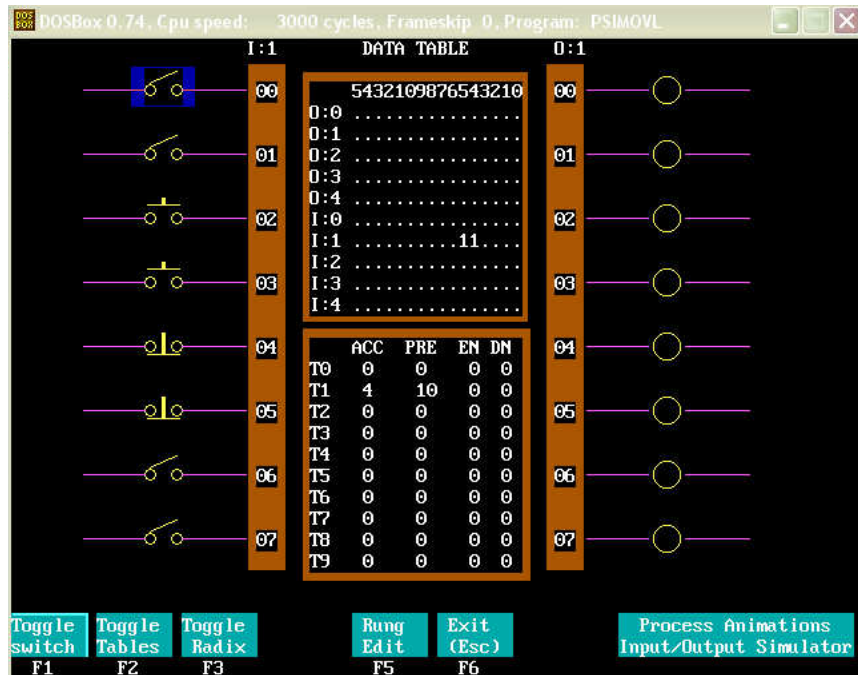 DOSBox 0.74, Cpu speed: 3000 cycles, Frameskip 0, Program: PSIMOVL
I:1 DATA TABLE O:1
5432109876543210
O:0 ................
O:1 ................
O:2 ................
O:3 ................
O:4 ................
I:0 ................
I:1 ..........11....
I:2 ................
I:3 ................
I:4 ................
00
01
02
03
04
05
06
07
ACC PRE EN DN
T0 0 0 0 0
T1 4 10 0 0
T2 0 0 0 0
T3 0 0 0 0
T4 0 0 0 0
T5 0 0 0 0
T6 0 0 0 0
T7 0 0 0 0
T8 0 0 0 0
T9 0 0 0 0
00
01
02
03
04
05
06
07
Toggle switch
F1
Toggle Tables
F2
Toggle Radix
F3
Rung Edit
F5
Exit (Esc)
F6
Process Animations
Input/Output Simulator